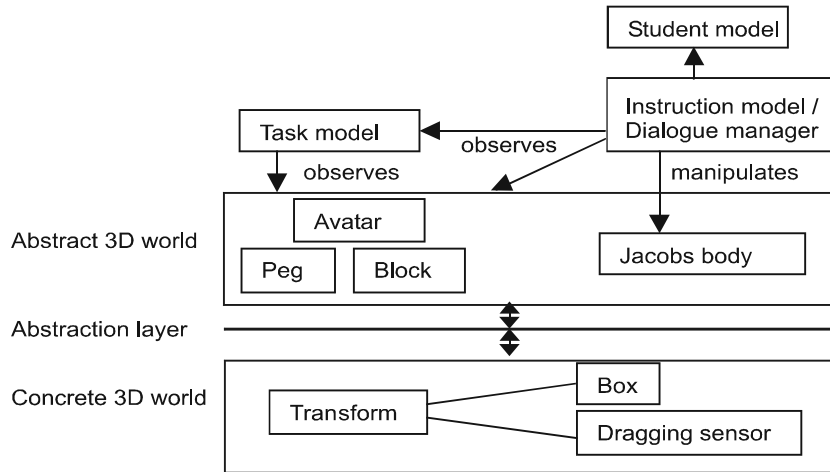 Student model
Instruction model /
Dialogue manager
Task model
observes
observes
manipulates
Abstract 3D world
Avatar
Peg
Block
Jacobs body
Abstraction layer
Concrete 3D world
Transform
Box
Dragging sensor